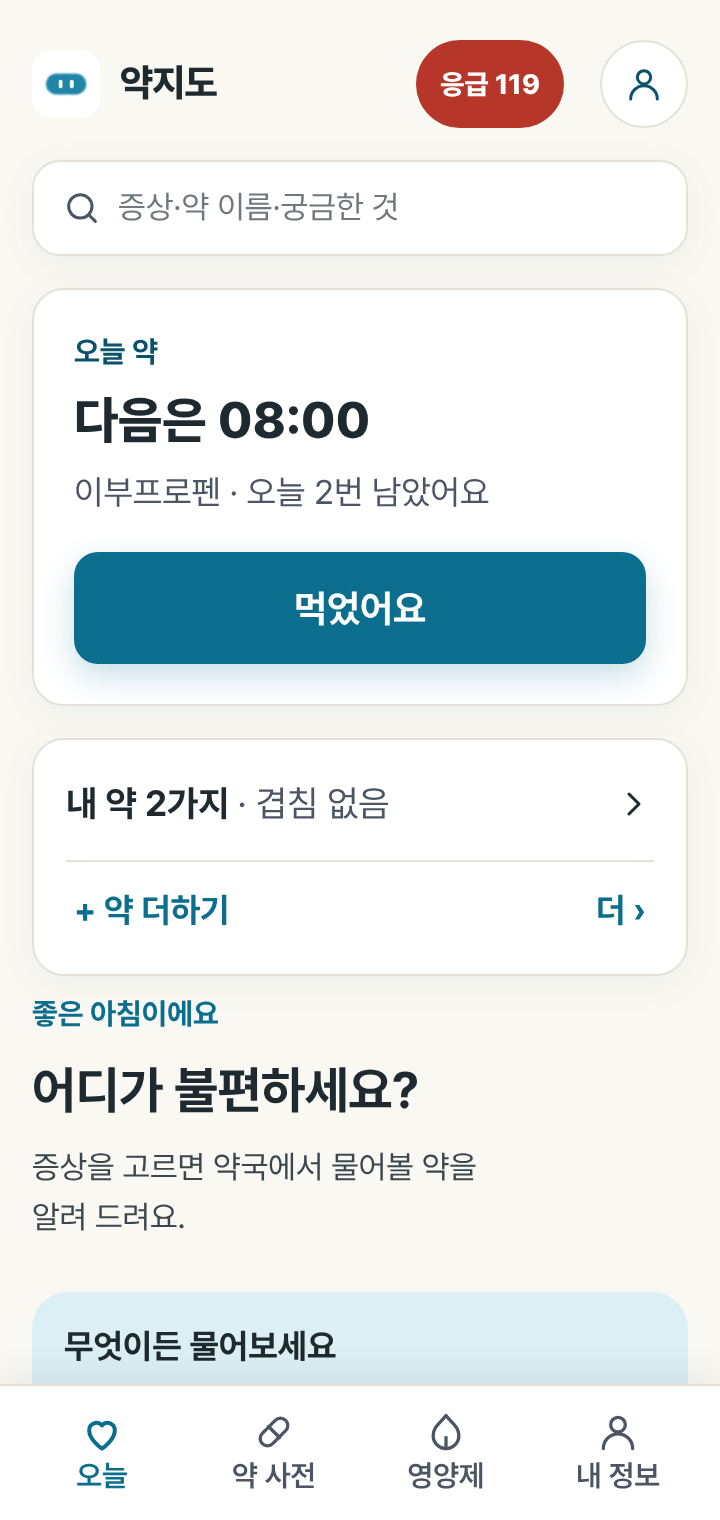 약지도
응급 119
증상·약 이름·궁금한 것
오늘 약
다음은 08:00
이부프로펜 · 오늘 2번 남았어요
먹었어요
내 약 2가지 · 겹침 없음
+ 약 더하기
더 ›
좋은 아침이에요
어디가 불편하세요?
증상을 고르면 약국에서 물어볼 약을
알려 드려요.
무엇이든 물어보세요
오늘
약 사전
영양제
내 정보